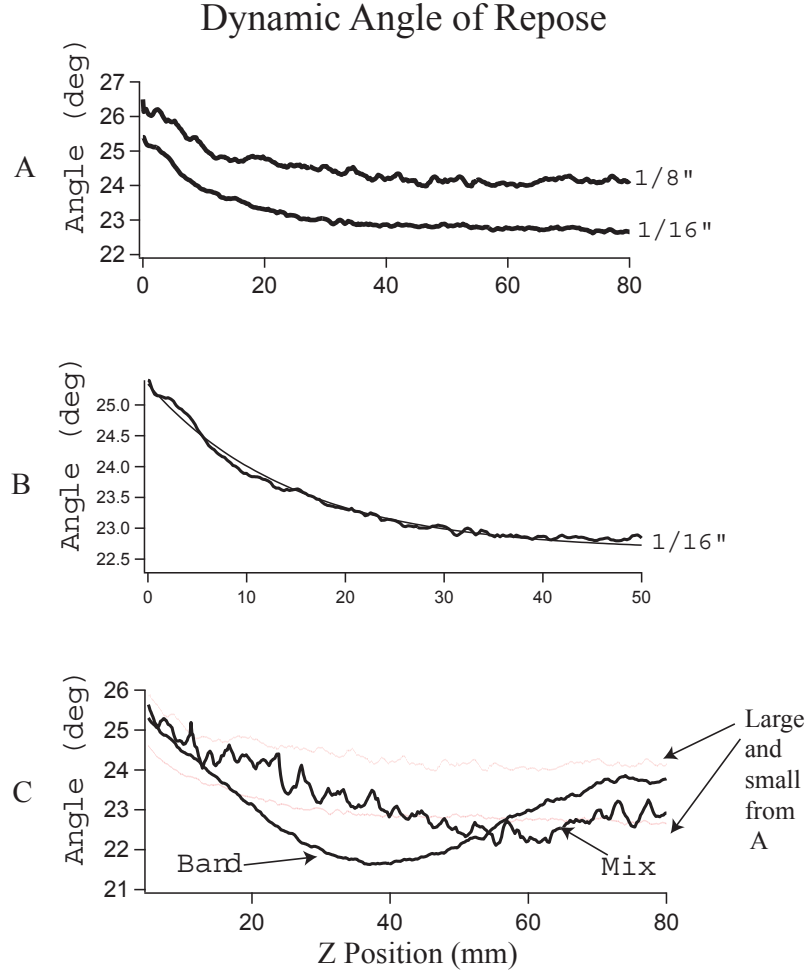 Dynamic Angle of Repose
A
Angle (deg)
27
26
25
24
23
22
1/8"
1/16"
0 20 40 60 80
B
Angle (deg)
25.0
24.5
24.0
23.5
23.0
22.5
1/16"
0 10 20 30 40 50
C
Angle (deg)
26
25
24
23
22
21
Band
Mix
Large
and
small
from
A
20 40 60 80
Z Position (mm)